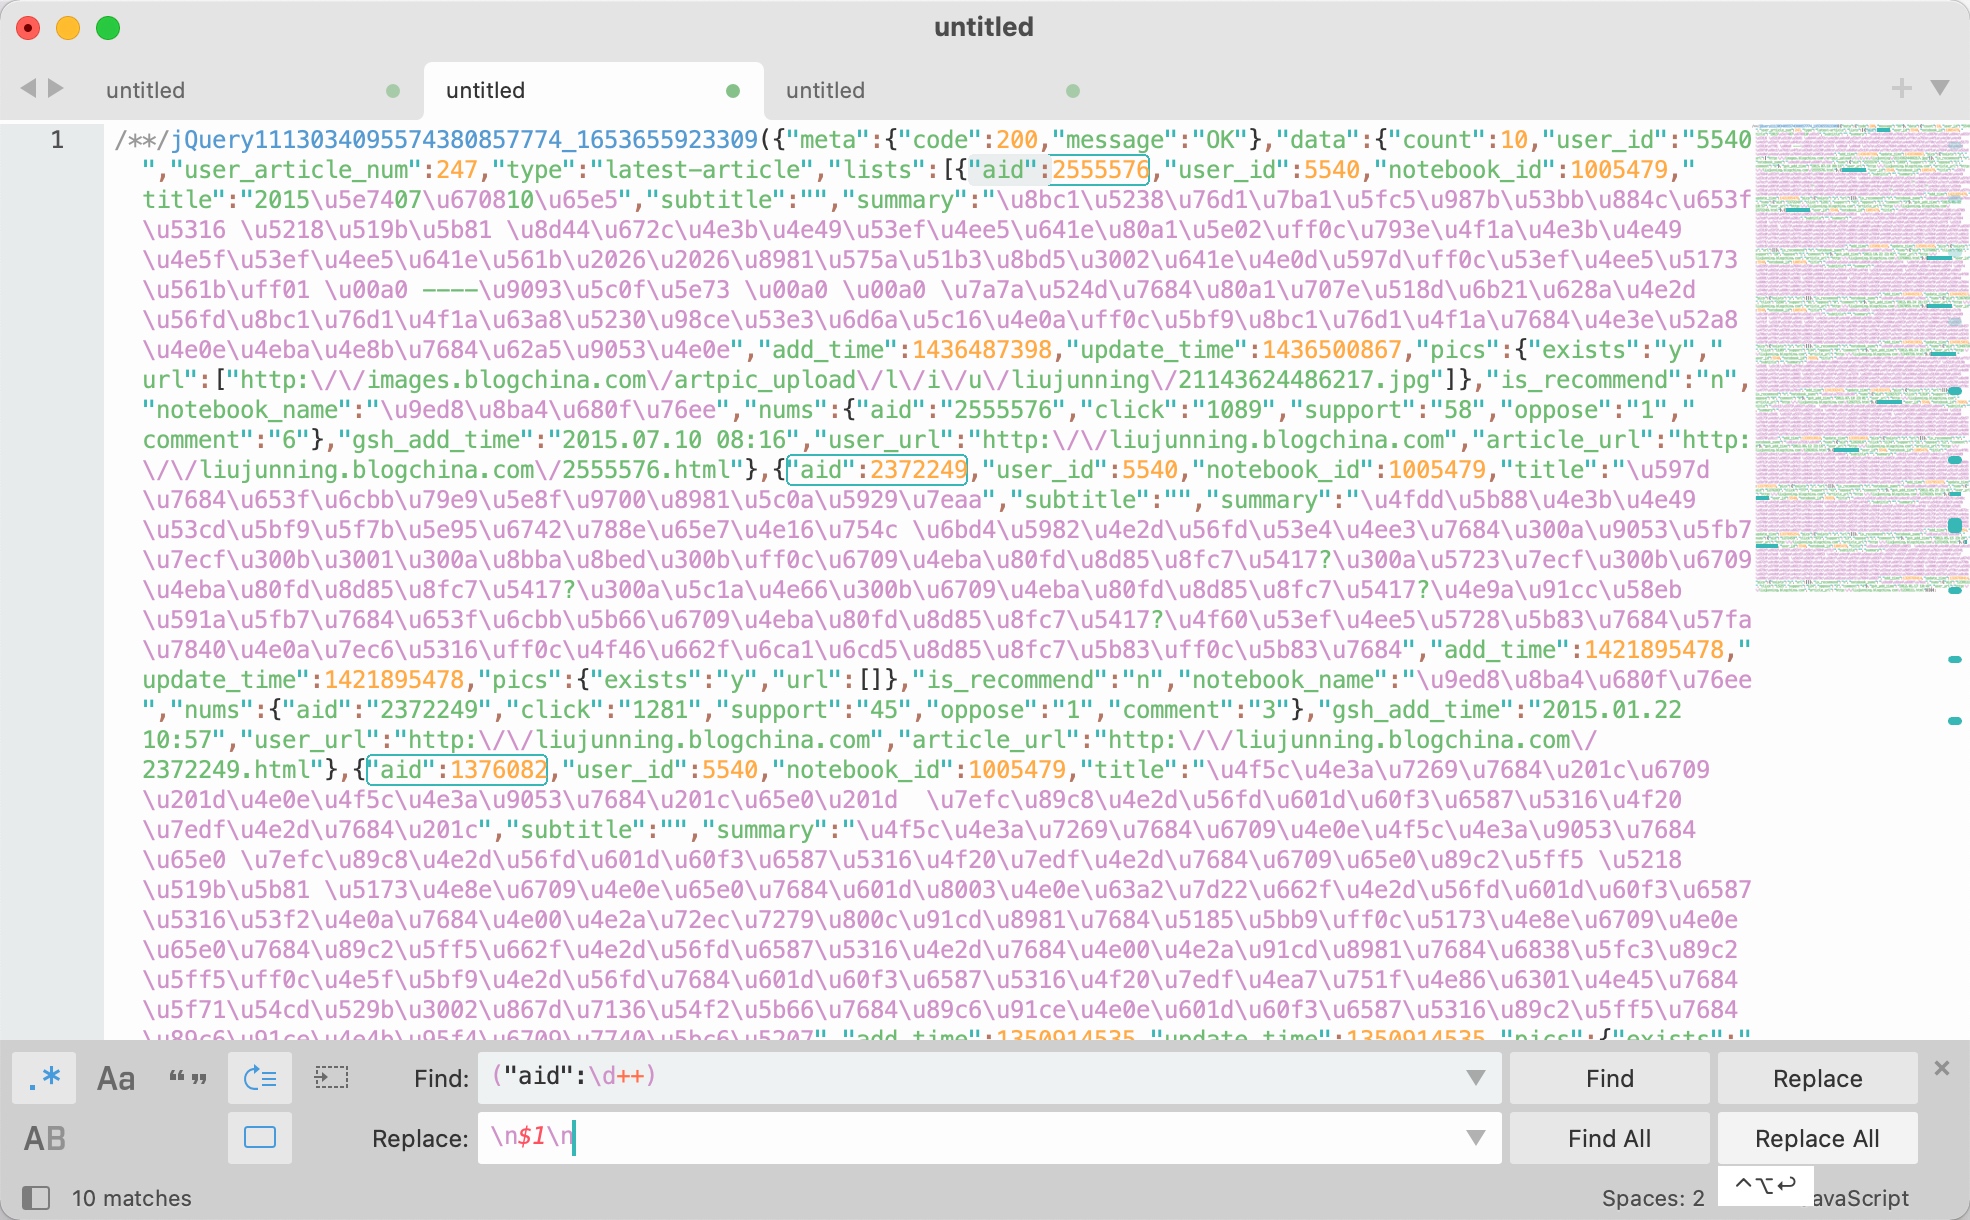 untitled
untitled
untitled
untitled
1
/**/jQuery1113034095574380857774_1653655923309({"meta":{"code":200,"message":"OK"},"data":{"count":10,"user_id":"5540
","user_article_num":247,"type":"latest-article","lists":[{"aid":2555576,"user_id":5540,"notebook_id":1005479,"
title":"2015\u5e7407\u670810\u65e5","subtitle":"","summary":"\u8bc1\u5238\u76d1\u7ba1\u5fc5\u987b\u53bb\u884c\u653f
\u5316 \u5218\u519b\u5b81 \u8d44\u672c\u4e3b\u4e49\u53ef\u4ee5\u641e\u80a1\u5e02\uff0c\u793e\u4f1a\u4e3b\u4e49
\u4e5f\u53ef\u4ee5\u641e\u561b\u2026\u2026\u8981\u575a\u51b3\u8bd5\u3002\u641e\u4e0d\u597d\uff0c\u53ef\u4ee5\u5173
\u561b\uff01 \u00a0 ----\u9093\u5c0f\u5e73 \u00a0 \u00a0 \u7a7a\u524d\u7684\u80a1\u707e\u518d\u6b21\u628a\u4e2d
\u56fd\u8bc1\u76d1\u4f1a\u63a8\u5230\u98ce\u53e3\u6d6a\u5c16\u4e0a\uff0c\u5bf9\u8bc1\u76d1\u4f1a\u7684\u4e3e\u52a8
\u4e0e\u4eba\u4e8b\u7684\u62a5\u9053\u4e0e","add_time":1436487398,"update_time":1436500867,"pics":{"exists":"y","
url":["http:\/\/images.blogchina.com\/artpic_upload\/l\/i\/u\/liujunning\/21143624486217.jpg"]},"is_recommend":"n",
"notebook_name":"\u9ed8\u8ba4\u680f\u76ee","nums":{"aid":"2555576","click":"1089","support":"58","oppose":"1","
comment":"6"},"gsh_add_time":"2015.07.10 08:16","user_url":"http:\/\/liujunning.blogchina.com","article_url":"http:
\/\/liujunning.blogchina.com\/2555576.html"},{"aid":2372249,"user_id":5540,"notebook_id":1005479,"title":"\u597d
\u7684\u653f\u6cbb\u79e9\u5e8f\u9700\u8981\u5c0a\u5929\u7eaa","subtitle":"","summary":"\u4fdd\u5b88\u4e3b\u4e49
\u53cd\u5bf9\u5f7b\u5e95\u6742\u788e\u65e7\u4e16\u754c \u6bd4\u5982\u4e2d\u56fd\u53e4\u4ee3\u7684\u300a\u9053\u5fb7
\u7ecf\u300b\u3001\u300a\u8bba\u8bed\u300b\uff0c\u6709\u4eba\u80fd\u8d85\u8fc7\u5417?\u300a\u5723\u7ecf\u300b\u6709
\u4eba\u80fd\u8d85\u8fc7\u5417?\u300a\u5c1a\u4e66\u300b\u6709\u4eba\u80fd\u8d85\u8fc7\u5417?\u4e9a\u91cc\u58eb
\u591a\u5fb7\u7684\u653f\u6cbb\u5b66\u6709\u4eba\u80fd\u8d85\u8fc7\u5417?\u4f60\u53ef\u4ee5\u5728\u5b83\u7684\u57fa
\u7840\u4e0a\u7ec6\u5316\uff0c\u4f46\u662f\u6ca1\u6cd5\u8d85\u8fc7\u5b83\uff0c\u5b83\u7684","add_time":1421895478,"
update_time":1421895478,"pics":{"exists":"y","url":[]},"is_recommend":"n","notebook_name":"\u9ed8\u8ba4\u680f\u76ee
","nums":{"aid":"2372249","click":"1281","support":"45","oppose":"1","comment":"3"},"gsh_add_time":"2015.01.22
10:57","user_url":"http:\/\/liujunning.blogchina.com","article_url":"http:\/\/liujunning.blogchina.com\/
2372249.html"},{"aid":1376082,"user_id":5540,"notebook_id":1005479,"title":"\u4f5c\u4e3a\u7269\u7684\u201c\u6709
\u201d\u4e0e\u4f5c\u4e3a\u9053\u7684\u201c\u65e0\u201d  \u7efc\u89c8\u4e2d\u56fd\u601d\u60f3\u6587\u5316\u4f20
\u7edf\u4e2d\u7684\u201c","subtitle":"","summary":"\u4f5c\u4e3a\u7269\u7684\u6709\u4e0e\u4f5c\u4e3a\u9053\u7684
\u65e0 \u7efc\u89c8\u4e2d\u56fd\u601d\u60f3\u6587\u5316\u4f20\u7edf\u4e2d\u7684\u6709\u65e0\u89c2\u5ff5 \u5218
\u519b\u5b81 \u5173\u4e8e\u6709\u4e0e\u65e0\u7684\u601d\u8003\u4e0e\u63a2\u7d22\u662f\u4e2d\u56fd\u601d\u60f3\u6587
\u5316\u53f2\u4e0a\u7684\u4e00\u4e2a\u72ec\u7279\u800c\u91cd\u8981\u7684\u5185\u5bb9\uff0c\u5173\u4e8e\u6709\u4e0e
\u65e0\u7684\u89c2\u5ff5\u662f\u4e2d\u56fd\u6587\u5316\u4e2d\u7684\u4e00\u4e2a\u91cd\u8981\u7684\u6838\u5fc3\u89c2
\u5ff5\uff0c\u4e5f\u5bf9\u4e2d\u56fd\u7684\u601d\u60f3\u6587\u5316\u4f20\u7edf\u4ea7\u751f\u4e86\u6301\u4e45\u7684
\u5f71\u54cd\u529b\u3002\u867d\u7136\u54f2\u5b66\u7684\u89c6\u91ce\u4e0e\u601d\u60f3\u6587\u5316\u89c2\u5ff5\u7684
\u89c6\u91ce\u4e4b\u95f4\u6709\u7740\u5bc6\u5207","add_time":1350914535,"update_time":1350914535,"pics":{"exists":"
.* Aa “” Find: ("aid":\d++) Find Replace ×
AB Replace: \n$1\n Find All Replace All
10 matches Spaces: 2 ^⌥↩ avaScript